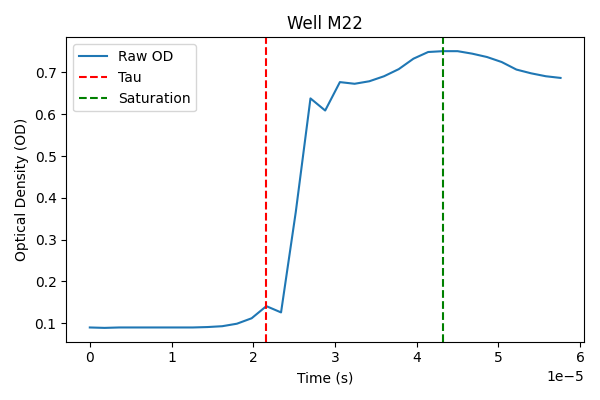 Well M22
Raw OD
Tau
Saturation
Optical Density (OD)
0.7
0.6
0.5
0.4
0.3
0.2
0.1
0 1 2 3 4 5 6
1e−5
Time (s)